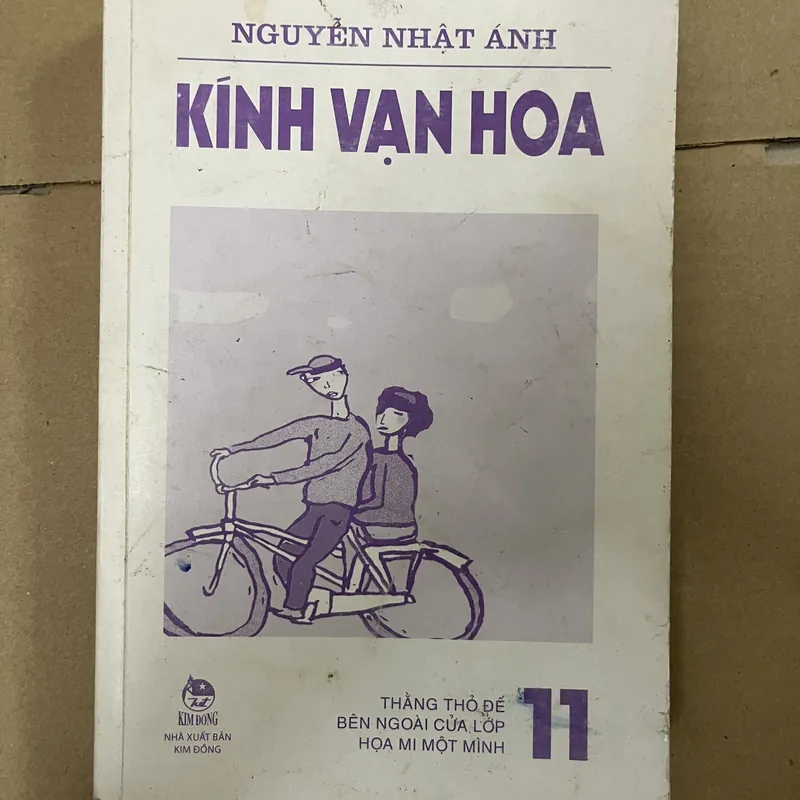 NGUYỄN NHẬT ÁNH
KÍNH VẠN HOA
THẰNG THỎ ĐẾ
BÊN NGOÀI CỬA LỚP
HỌA MI MỘT MÌNH
11
KIM ĐỒNG
NHÀ XUẤT BẢN
KIM ĐỒNG